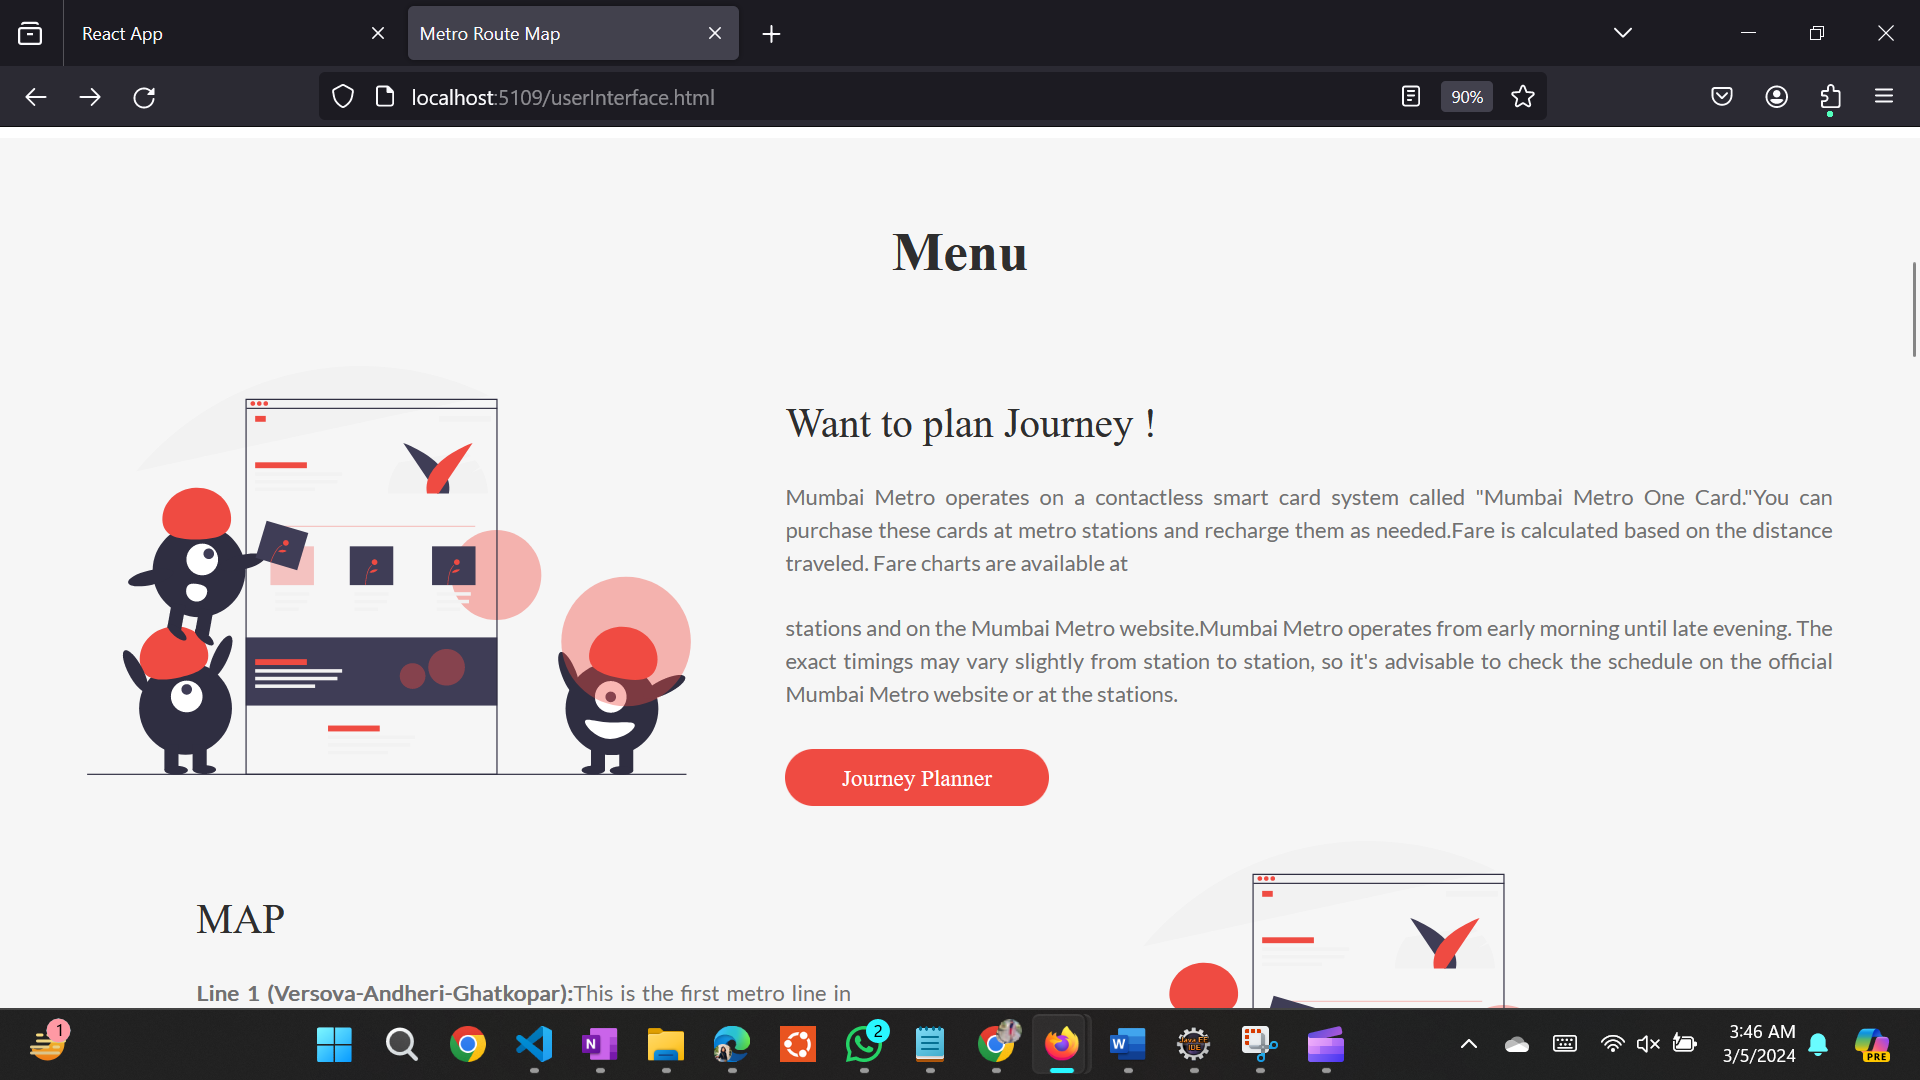 React App
Metro Route Map
localhost:5109/userInterface.html
90%
Menu
Want to plan Journey !
Mumbai Metro operates on a contactless smart card system called "Mumbai Metro One Card."You can
purchase these cards at metro stations and recharge them as needed.Fare is calculated based on the distance
traveled. Fare charts are available at
stations and on the Mumbai Metro website.Mumbai Metro operates from early morning until late evening. The
exact timings may vary slightly from station to station, so it's advisable to check the schedule on the official
Mumbai Metro website or at the stations.
Journey Planner
MAP
Line 1 (Versova-Andheri-Ghatkopar):This is the first metro line in
1
N
2
W
Java EE
IDE
3:46 AM
3/5/2024
PRE